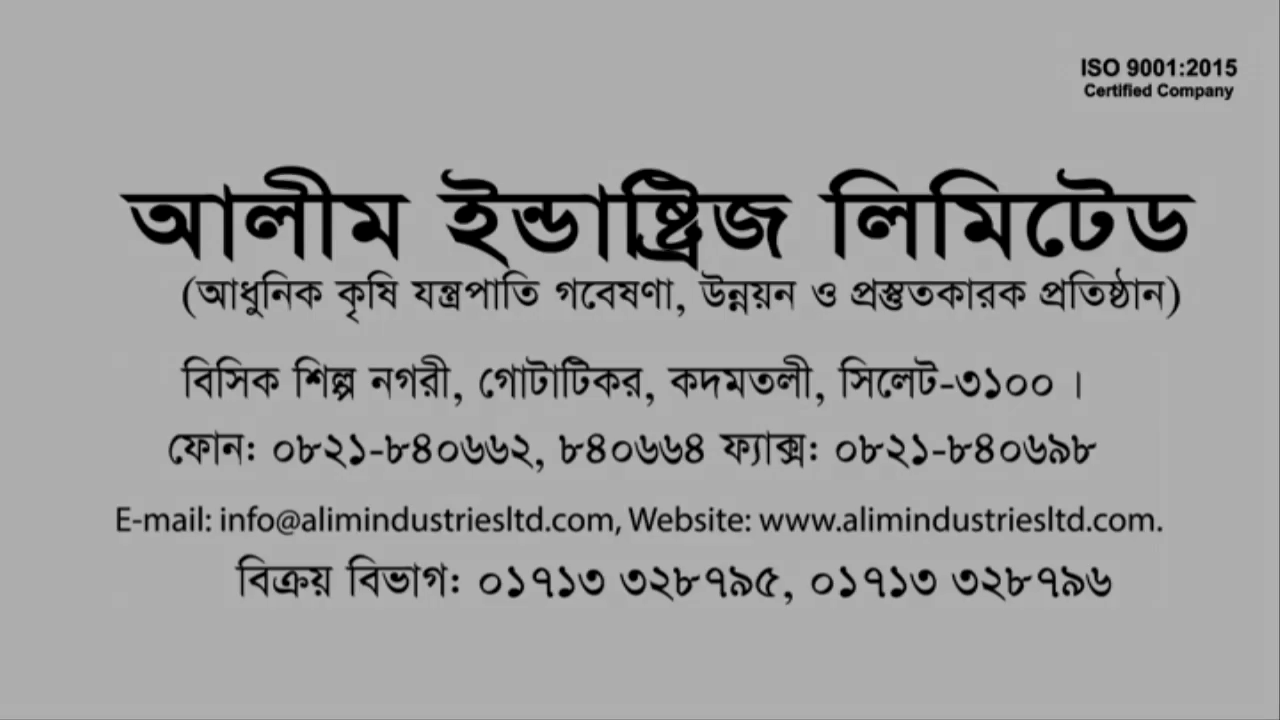 ISO 9001:2015
Certified Company
আলীম ইন্ডাষ্ট্রিজ লিমিটেড
(আধুনিক কৃষি যন্ত্রপাতি গবেষণা, উন্নয়ন ও প্রস্তুতকারক প্রতিষ্ঠান)
বিসিক শিল্প নগরী, গোটাটিকর, কদমতলী, সিলেট-৩১০০ ।
ফোন: ০৮২১-৮৪০৬৬২, ৮৪০৬৬৪ ফ্যাক্স: ০৮২১-৮৪০৬৯৮
E-mail: info@alimindustriesltd.com, Website: www.alimindustriesltd.com.
বিক্রয় বিভাগ: ০১৭১৩ ৩২৮৭৯৫, ০১৭১৩ ৩২৮৭৯৬